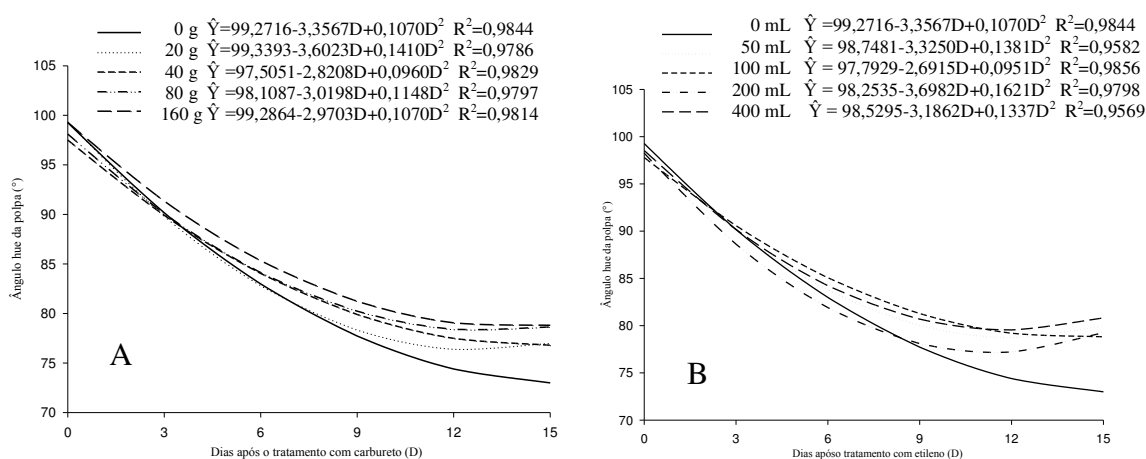 0 g Ŷ=99,2716-3,3567D+0,1070D² R²=0,9844
20 g Ŷ=99,3393-3,6023D+0,1410D² R²=0,9786
40 g Ŷ=97,5051-2,8208D+0,0960D² R²=0,9829
80 g Ŷ=98,1087-3,0198D+0,1148D² R²=0,9797
160 g Ŷ=99,2864-2,9703D+0,1070D² R²=0,9814
105
100
95
90
85
80
75
70
Ângulo hue da polpa (°)
A
0 3 6 9 12 15
Dias após o tratamento com carbureto (D)
0 mL Ŷ=99,2716-3,3567D+0,1070D² R²=0,9844
50 mL Ŷ = 98,7481-3,3250D+0,1381D² R²=0,9582
100 mL Ŷ = 97,7929-2,6915D+0,0951D² R²=0,9856
200 mL Ŷ = 98,2535-3,6982D+0,1621D² R²=0,9798
400 mL Ŷ = 98,5295-3,1862D+0,1337D² R²=0,9569
105
100
95
90
85
80
75
70
Ângulo hue da polpa (°)
B
0 3 6 9 12 15
Dias apóso tratamento com etileno (D)